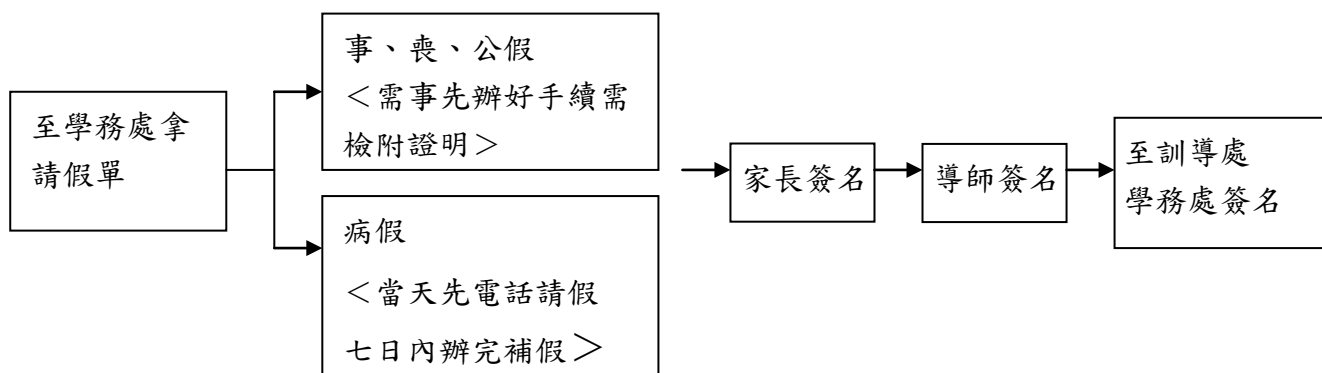 至學務處拿
請假單
事、喪、公假
＜需事先辦好手續需
檢附證明＞
病假
＜當天先電話請假
七日內辦完補假＞
家長簽名
導師簽名
至訓導處
學務處簽名